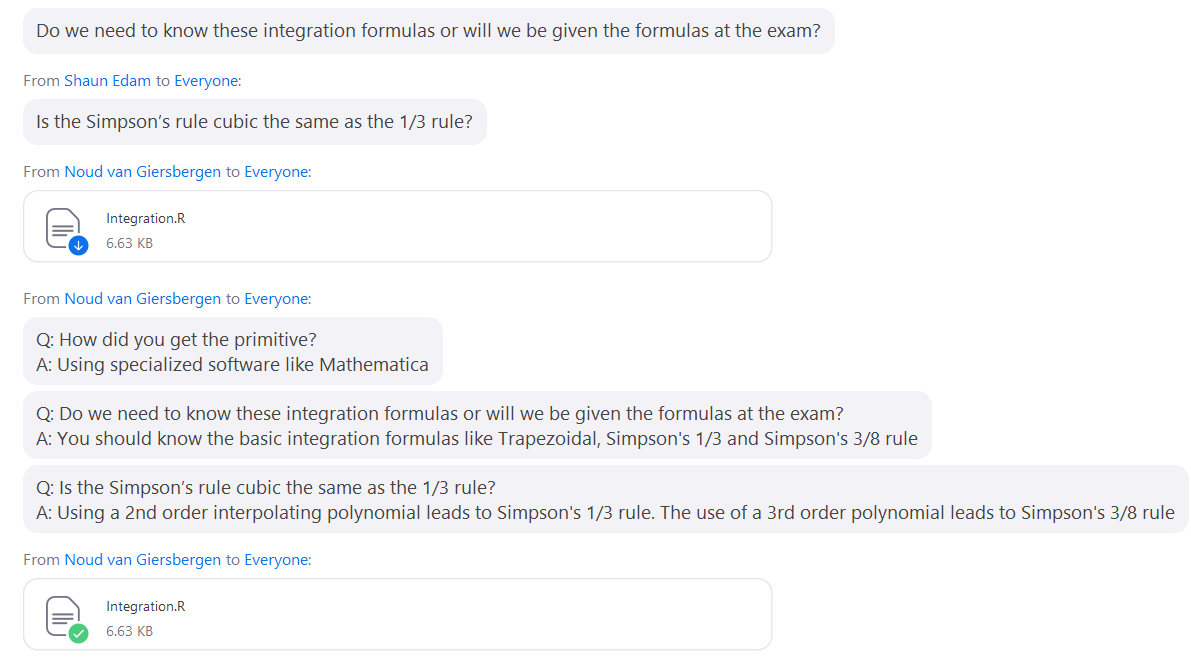 Do we need to know these integration formulas or will we be given the formulas at the exam?
From Shaun Edam to Everyone:
Is the Simpson’s rule cubic the same as the 1/3 rule?
From Noud van Giersbergen to Everyone:
Integration.R
6.63 KB
From Noud van Giersbergen to Everyone:
Q: How did you get the primitive?
A: Using specialized software like Mathematica
Q: Do we need to know these integration formulas or will we be given the formulas at the exam?
A: You should know the basic integration formulas like Trapezoidal, Simpson's 1/3 and Simpson's 3/8 rule
Q: Is the Simpson’s rule cubic the same as the 1/3 rule?
A: Using a 2nd order interpolating polynomial leads to Simpson's 1/3 rule. The use of a 3rd order polynomial leads to Simpson's 3/8 rule
From Noud van Giersbergen to Everyone:
Integration.R
6.63 KB